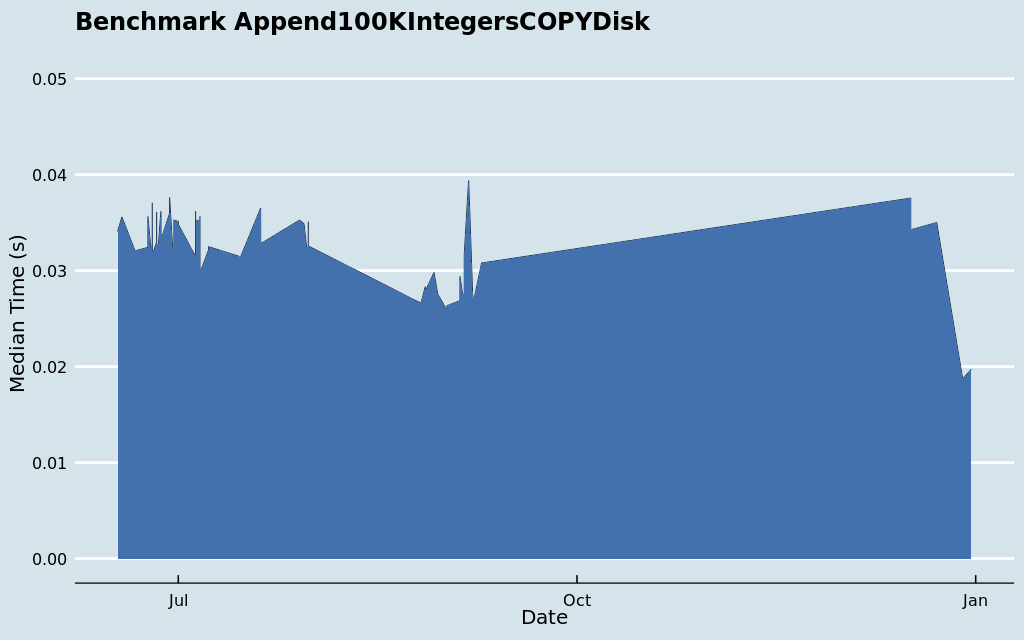 Benchmark Append100KIntegersCOPYDisk
Median Time (s)
0.05
0.04
0.03
0.02
0.01
0.00
Jul
Oct
Jan
Date